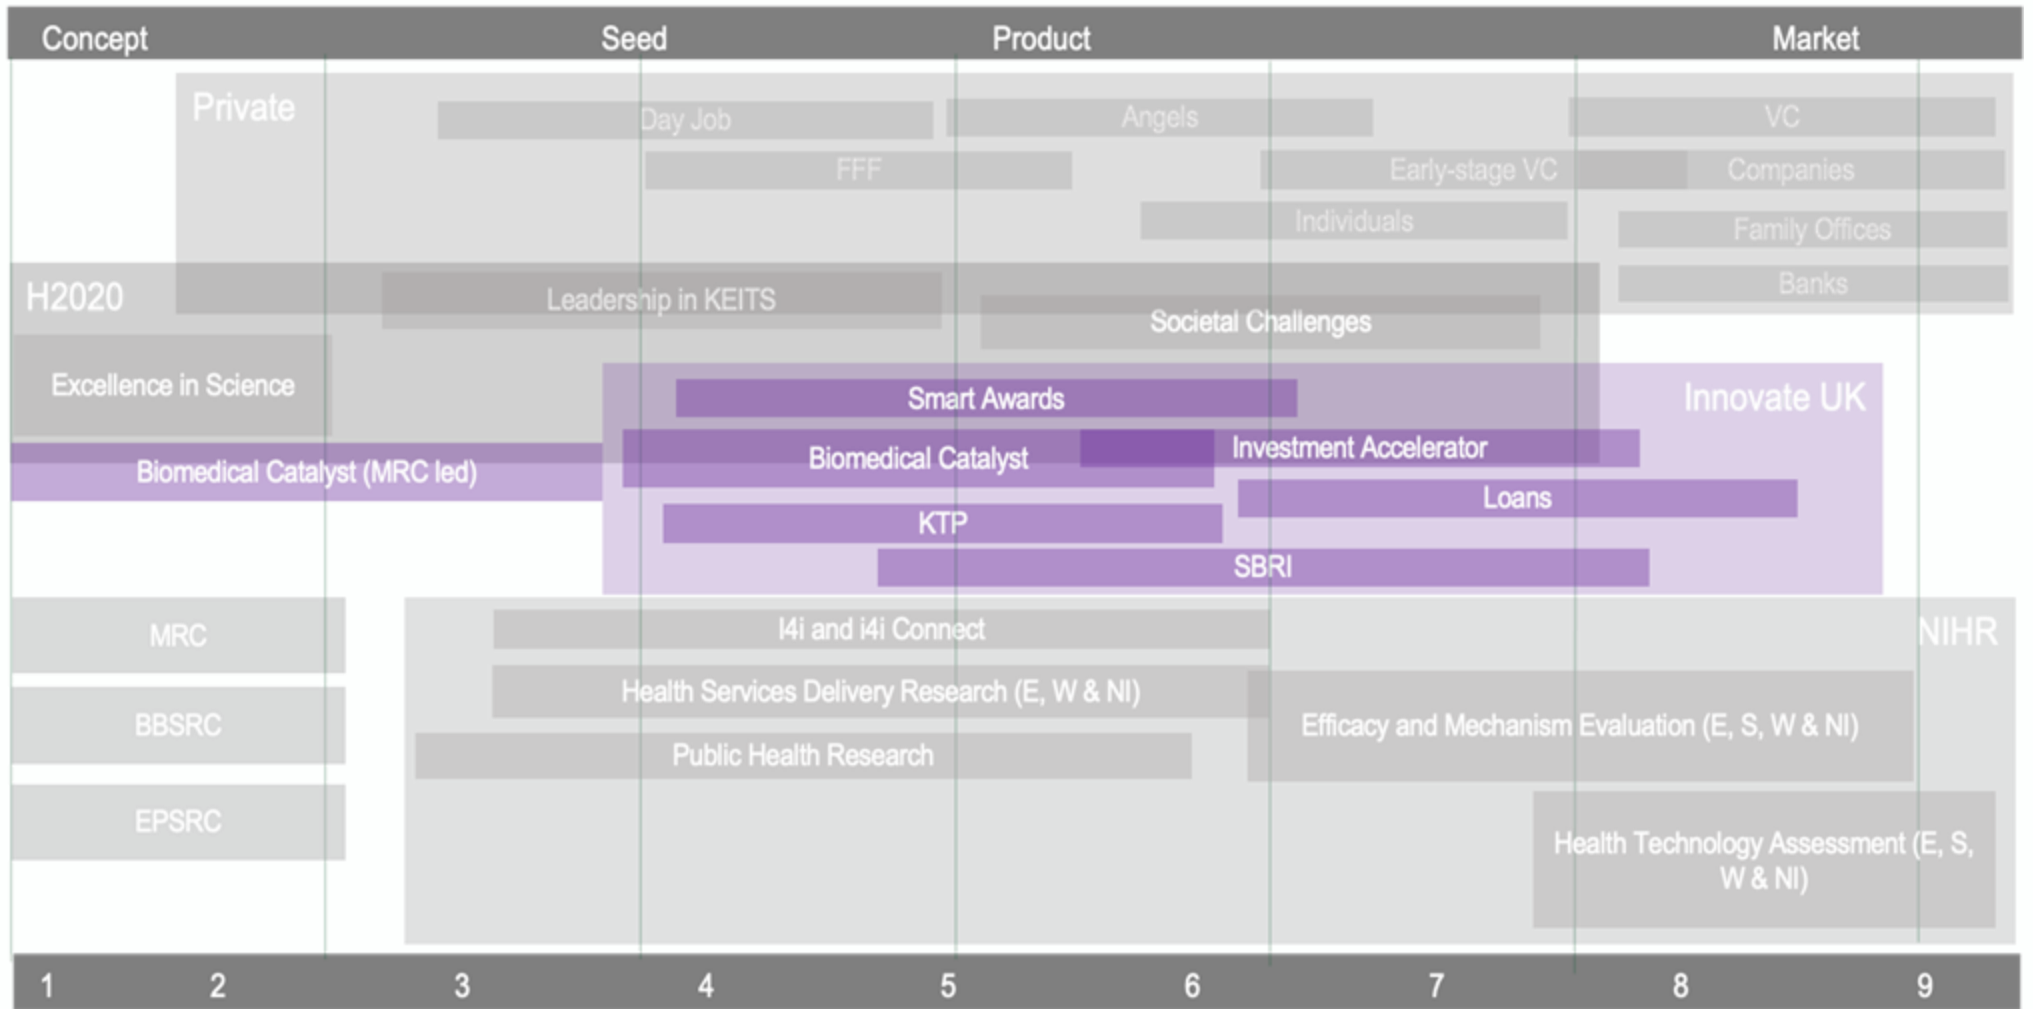 Concept Seed Product Market
Private
Day Job
Angels
VC
FFF
Early-stage VC
Companies
Individuals
Family Offices
Banks
H2020
Leadership in KEITS
Societal Challenges
Excellence in Science
Innovate UK
Smart Awards
Biomedical Catalyst
Investment Accelerator
Biomedical Catalyst (MRC led)
Loans
KTP
SBRI
MRC
BBSRC
EPSRC
NIHR
I4i and i4i Connect
Health Services Delivery Research (E, W & NI)
Efficacy and Mechanism Evaluation (E, S, W & NI)
Public Health Research
Health Technology Assessment (E, S,
W & NI)
1 2 3 4 5 6 7 8 9